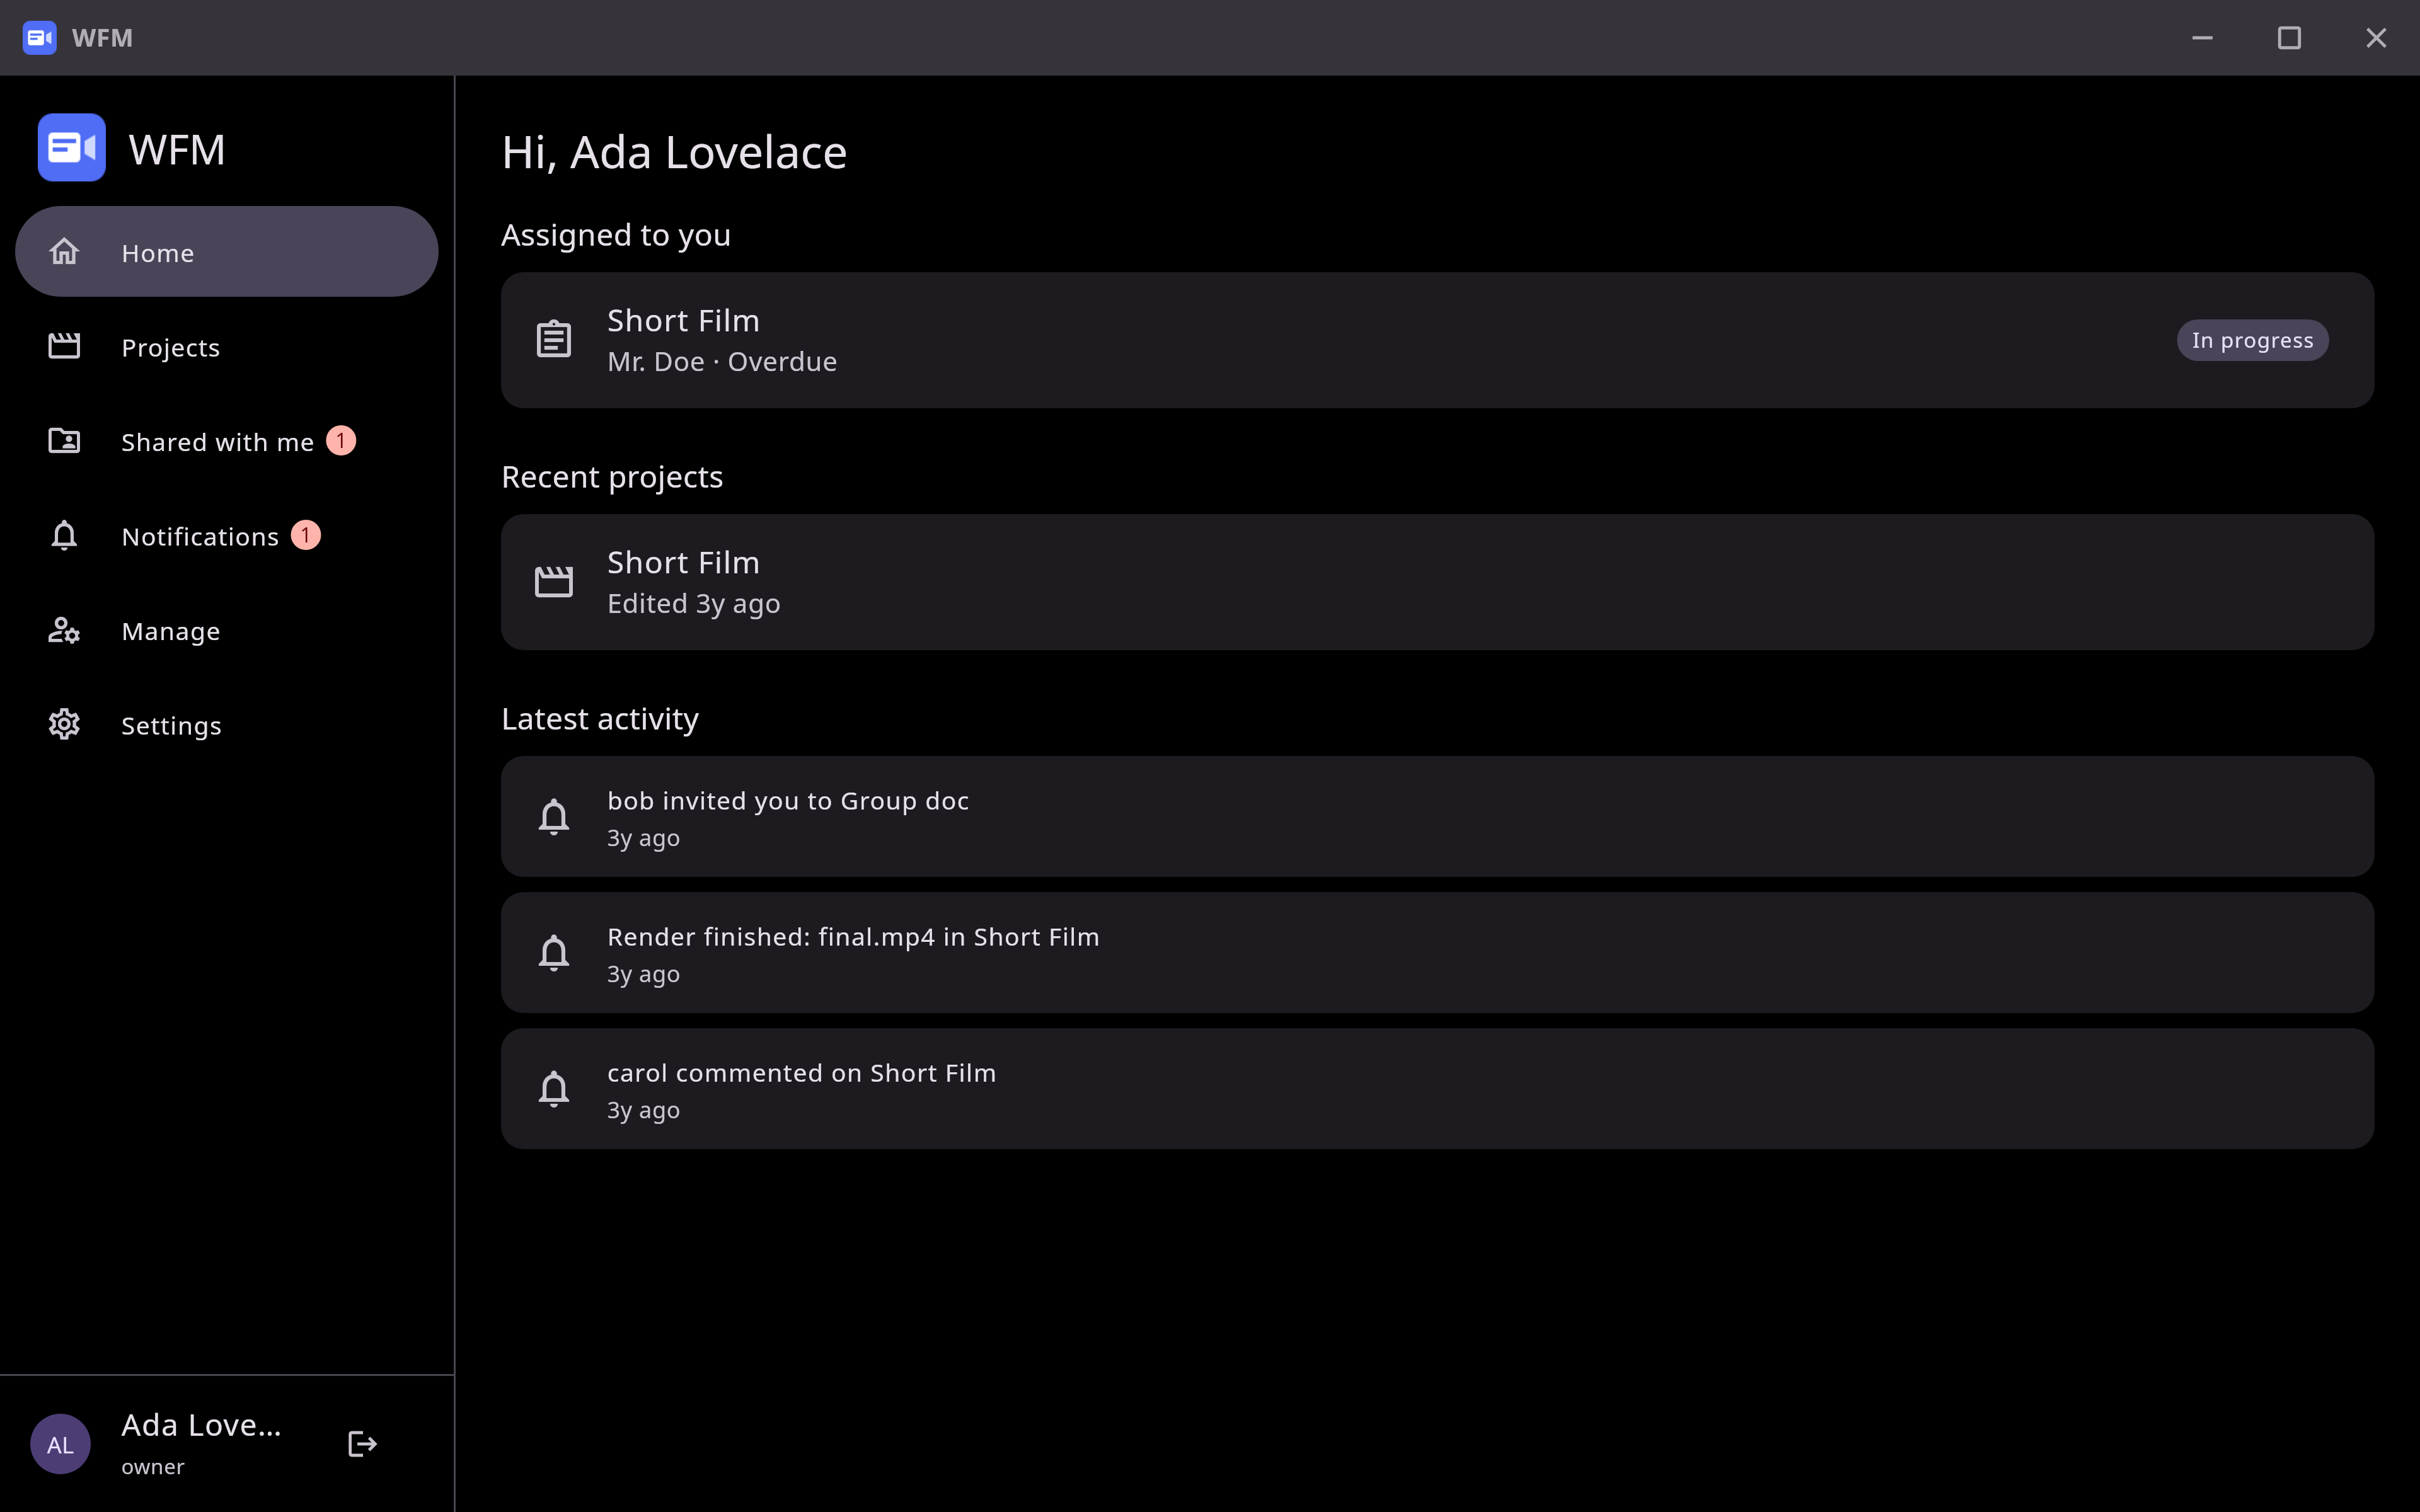 WFM
WFM
Home
Projects
Shared with me 1
Notifications 1
Manage
Settings
Ada Love...
AL
owner
Hi, Ada Lovelace
Assigned to you
Short Film
Mr. Doe · Overdue
In progress
Recent projects
Short Film
Edited 3y ago
Latest activity
bob invited you to Group doc
3y ago
Render finished: final.mp4 in Short Film
3y ago
carol commented on Short Film
3y ago